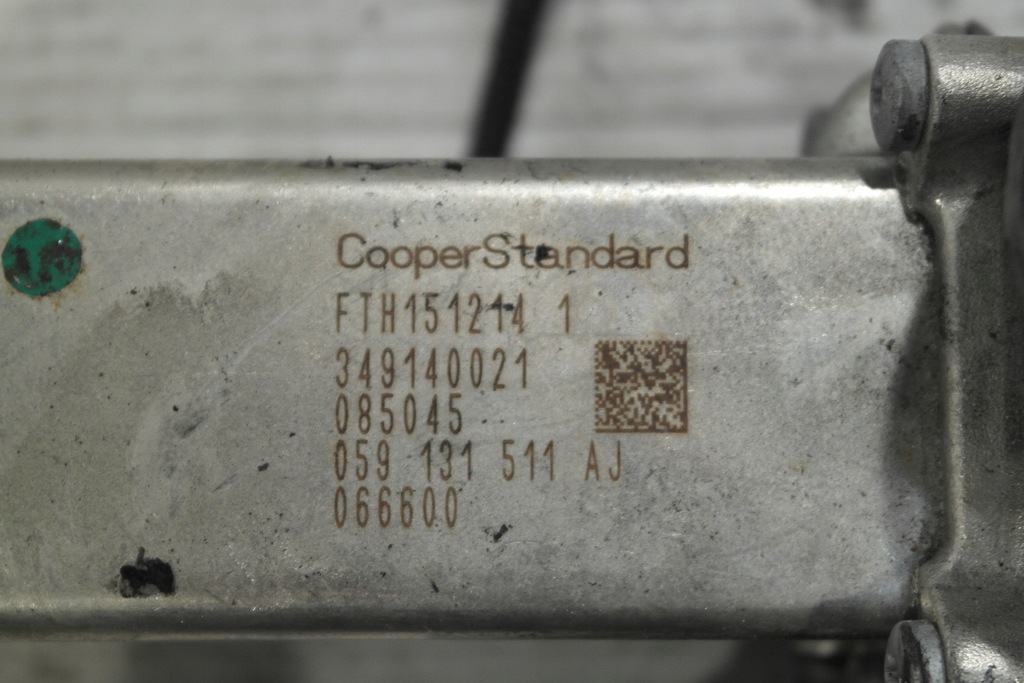 CooperStandard
FTH151214 1
349140021
085045
059 131 511 AJ
066600